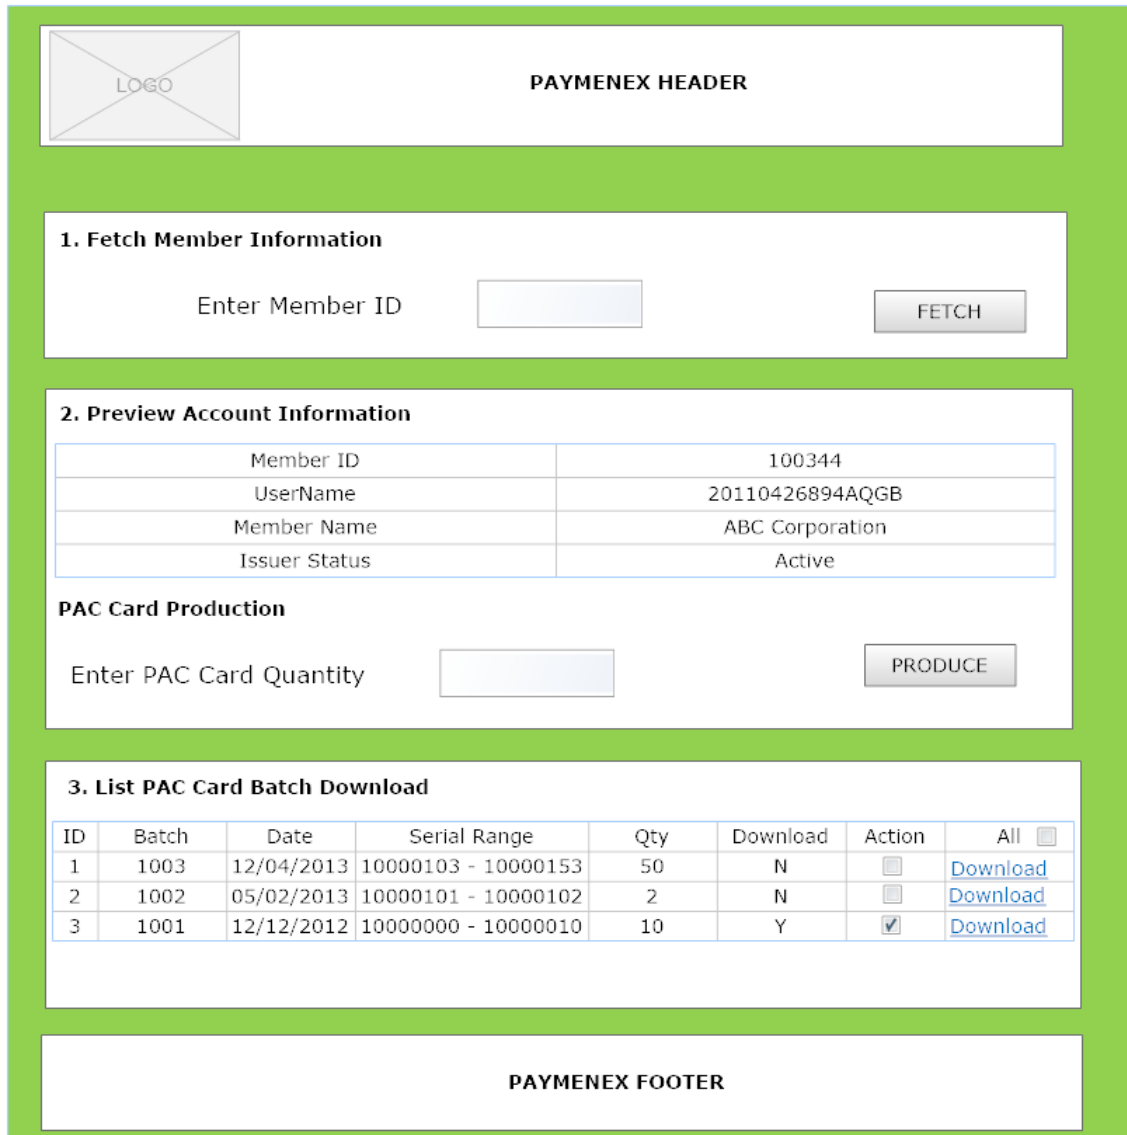 LOGO
PAYMENEX HEADER
1. Fetch Member Information
Enter Member ID
FETCH
2. Preview Account Information
Member ID 100344
UserName 20110426894AQGB
Member Name ABC Corporation
Issuer Status Active
PAC Card Production
Enter PAC Card Quantity
PRODUCE
3. List PAC Card Batch Download
ID Batch Date Serial Range Qty Download Action All
1 1003 12/04/2013 10000103 - 10000153 50 N Download
2 1002 05/02/2013 10000101 - 10000102 2 N Download
3 1001 12/12/2012 10000000 - 10000010 10 Y Download
PAYMENEX FOOTER